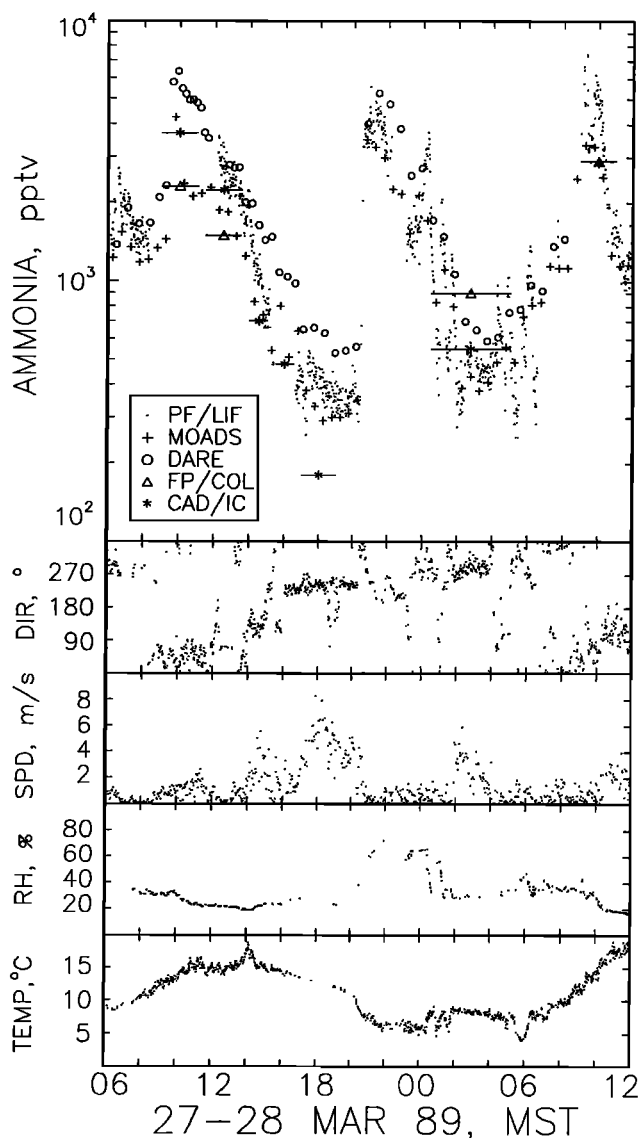 10⁴
AMMONIA, pptv
10³
10²
PF/LIF
MOADS
DARE
FP/COL
CAD/IC
DIR, °
270
180
90
SPD, m/s
8
6
4
2
RH, %
80
60
40
20
TEMP,°C
15
10
5
06 12 18 00 06 12
27-28 MAR 89, MST